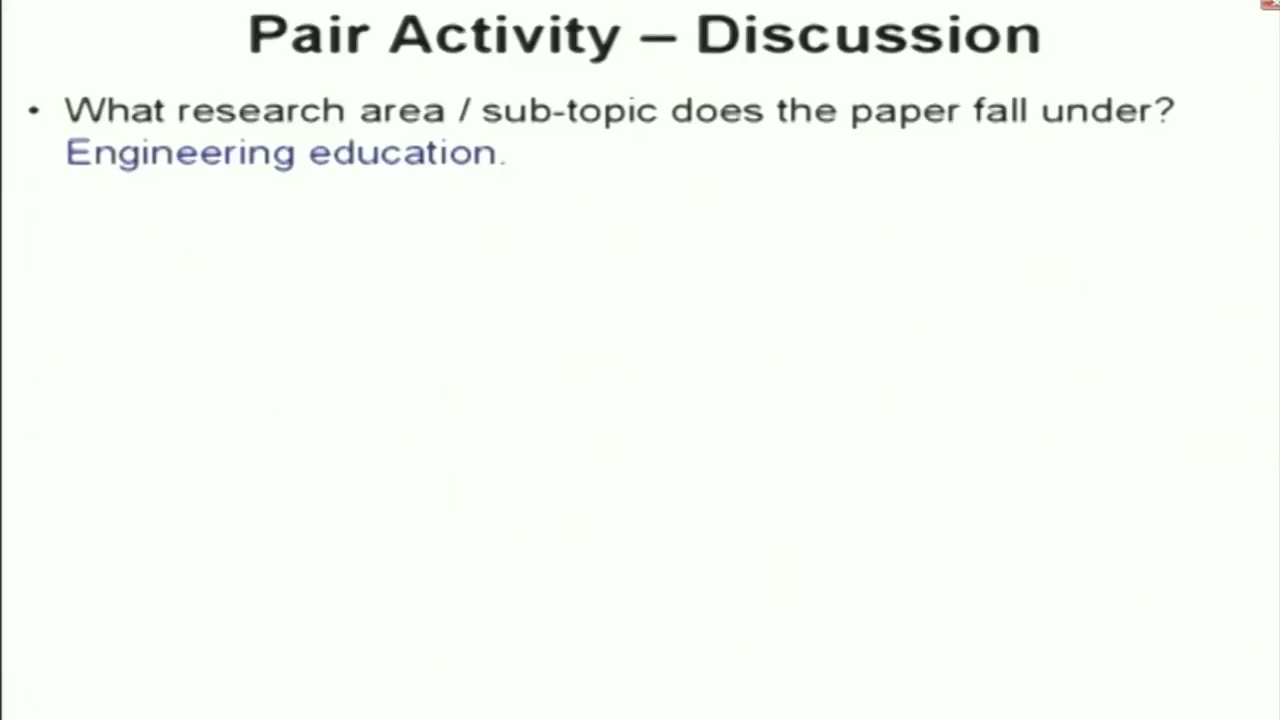 Pair Activity – Discussion
• What research area / sub-topic does the paper fall under?
Engineering education.